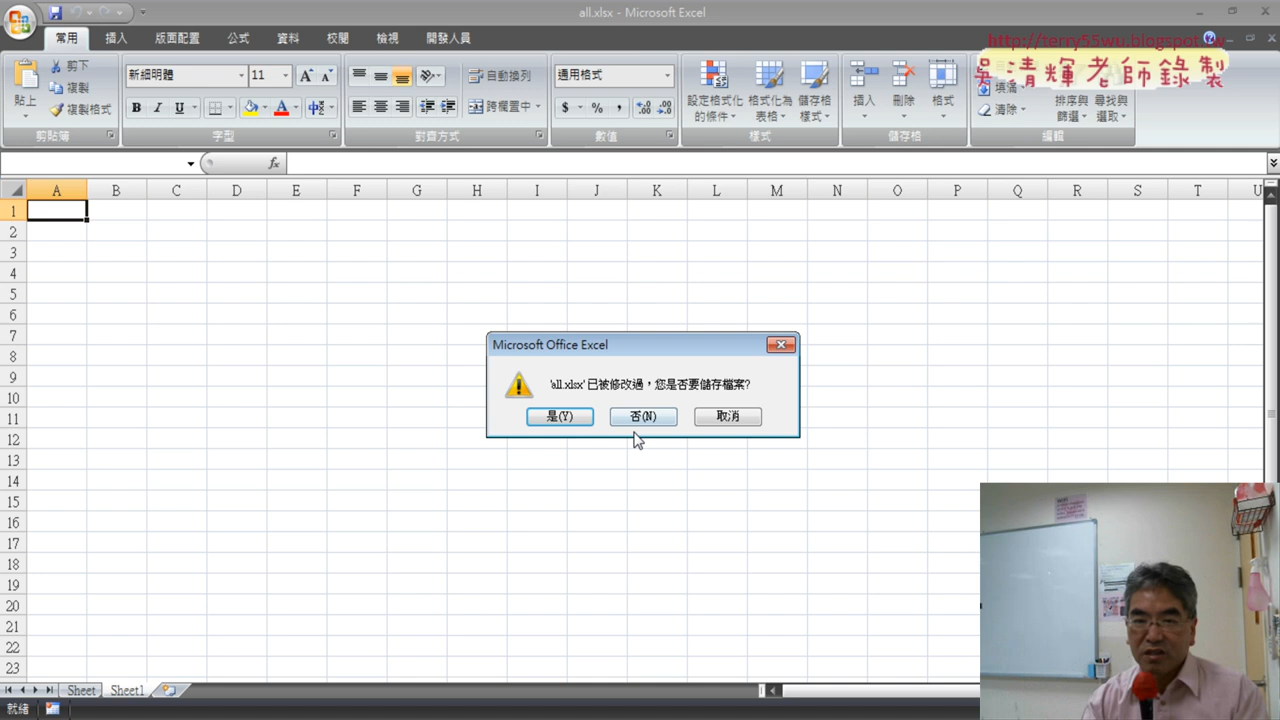 all.xlsx - Microsoft Excel
常用 插入 版面配置 公式 資料 校閱 檢視 開發人員
http://terry55wu.blogspot.tw
吳清輝老師錄製
貼上
剪下
複製
複製格式
剪貼簿
新細明體 11
B I U
字型
自動換列
跨欄置中
對齊方式
通用格式
$ % ,
數值
設定格式化的條件
格式化為表格
儲存格樣式
樣式
插入 刪除 格式
儲存格
填滿
清除
排序與篩選
尋找與選取
編輯
fx
A B C D E F G H I J K L M N O P Q R S T U
1
2
3
4
5
6
7
8
9
10
11
12
13
14
15
16
17
18
19
20
21
22
23
Microsoft Office Excel
'all.xlsx' 已被修改過，您是否要儲存檔案?
是(Y) 否(N) 取消
Sheet Sheet1
就緒